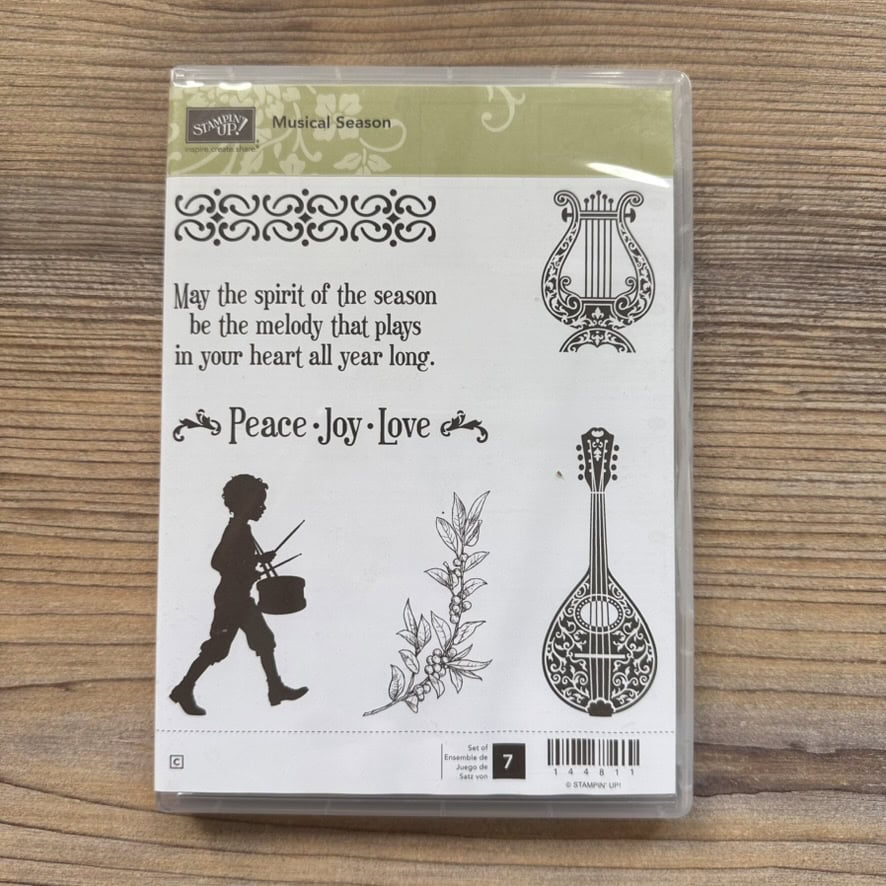 STAMPIN' UP!
inspire.create.share
Musical Season
May the spirit of the season
be the melody that plays
in your heart all year long.
Peace · Joy · Love
C
Set of
Ensemble de
Juego de
Satz von
7
144811
© STAMPIN' UP!